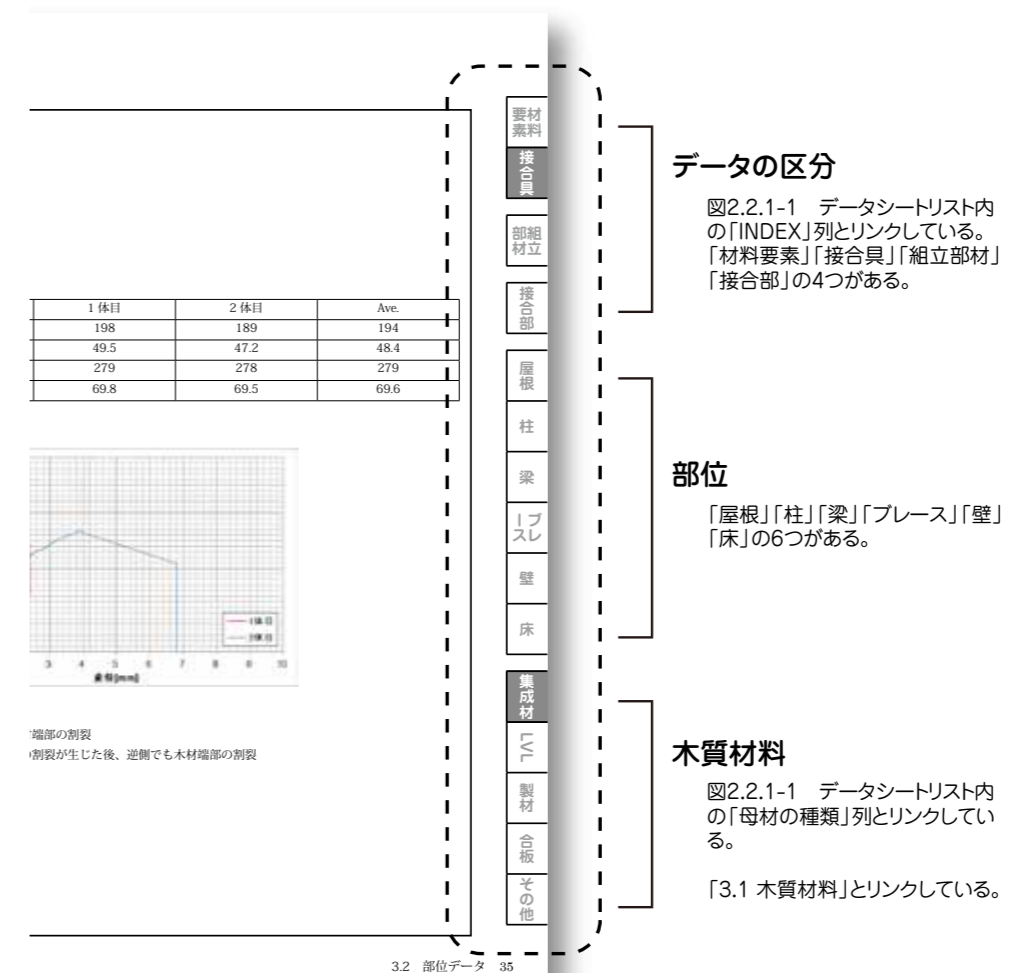 要材
素料
接合具
部組
材立
接合部
屋根
柱
梁
ブレース
壁
床
集成材
LVL
製材
合板
その他
1体目 2体目 Ave.
198 189 194
49.5 47.2 48.4
279 278 279
69.8 69.5 69.6
1体目
2体目
3 4 5 6 7 8 9 10
変位[mm]
端部の割裂
割裂が生じた後、逆側でも木材端部の割裂
3.2 部位データ 35
データの区分
図2.2.1-1 データシートリスト内
の「INDEX」列とリンクしている。
「材料要素」「接合具」「組立部材」
「接合部」の4つがある。
部位
「屋根」「柱」「梁」「ブレース」「壁」
「床」の6つがある。
木質材料
図2.2.1-1 データシートリスト内
の「母材の種類」列とリンクしてい
る。
「3.1 木質材料」とリンクしている。